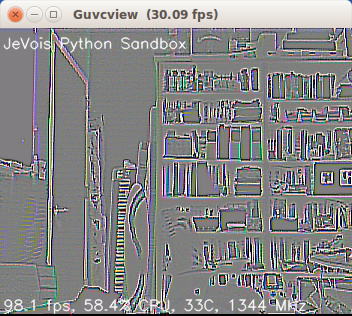 Guvcview  (30.09 fps)
JeVois Python Sandbox
98.1 fps, 58.4% CPU, 33C, 1344 MHz